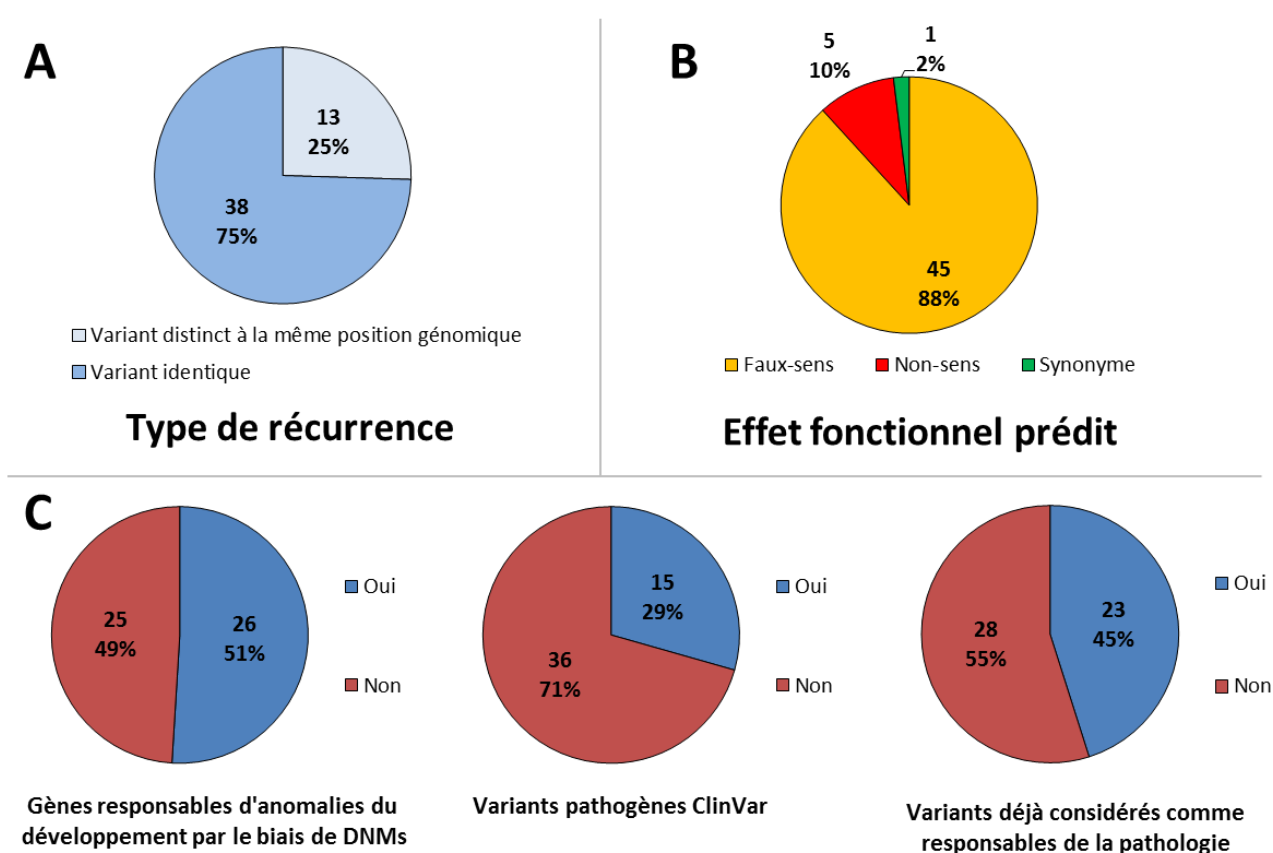 A
13
25%
38
75%
Variant distinct à la même position génomique
Variant identique
Type de récurrence
B
5
10%
1
2%
45
88%
Faux-sens
Non-sens
Synonyme
Effet fonctionnel prédit
C
25
49%
26
51%
Oui
Non
Gènes responsables d'anomalies du
développement par le biais de DNMs
15
29%
36
71%
Oui
Non
Variants pathogènes ClinVar
28
55%
23
45%
Oui
Non
Variants déjà considérés comme
responsables de la pathologie